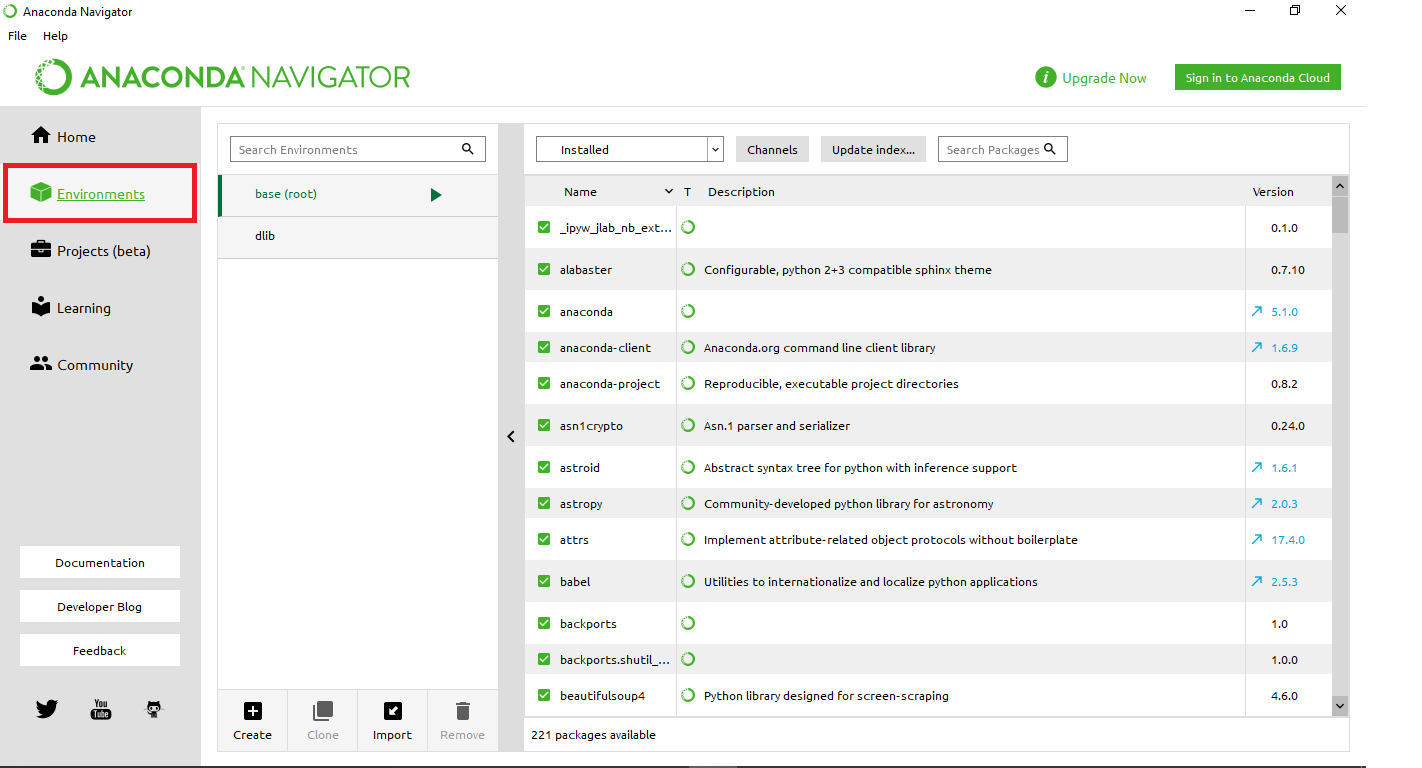 Anaconda Navigator
File Help
ANACONDA NAVIGATOR
i Upgrade Now Sign in to Anaconda Cloud
Home
Environments
Projects (beta)
Learning
Community
Documentation
Developer Blog
Feedback
You Tube
Search Environments
base (root)
dlib
Create Clone Import Remove
Installed Channels Update index... Search Packages
Name T Description Version
_ipyw_jlab_nb_ext... 0.1.0
alabaster Configurable, python 2+3 compatible sphinx theme 0.7.10
anaconda 5.1.0
anaconda-client Anaconda.org command line client library 1.6.9
anaconda-project Reproducible, executable project directories 0.8.2
asn1crypto Asn.1 parser and serializer 0.24.0
astroid Abstract syntax tree for python with inference support 1.6.1
astropy Community-developed python library for astronomy 2.0.3
attrs Implement attribute-related object protocols without boilerplate 17.4.0
babel Utilities to internationalize and localize python applications 2.5.3
backports 1.0
backports.shutil_... 1.0.0
beautifulsoup4 Python library designed for screen-scraping 4.6.0
221 packages available